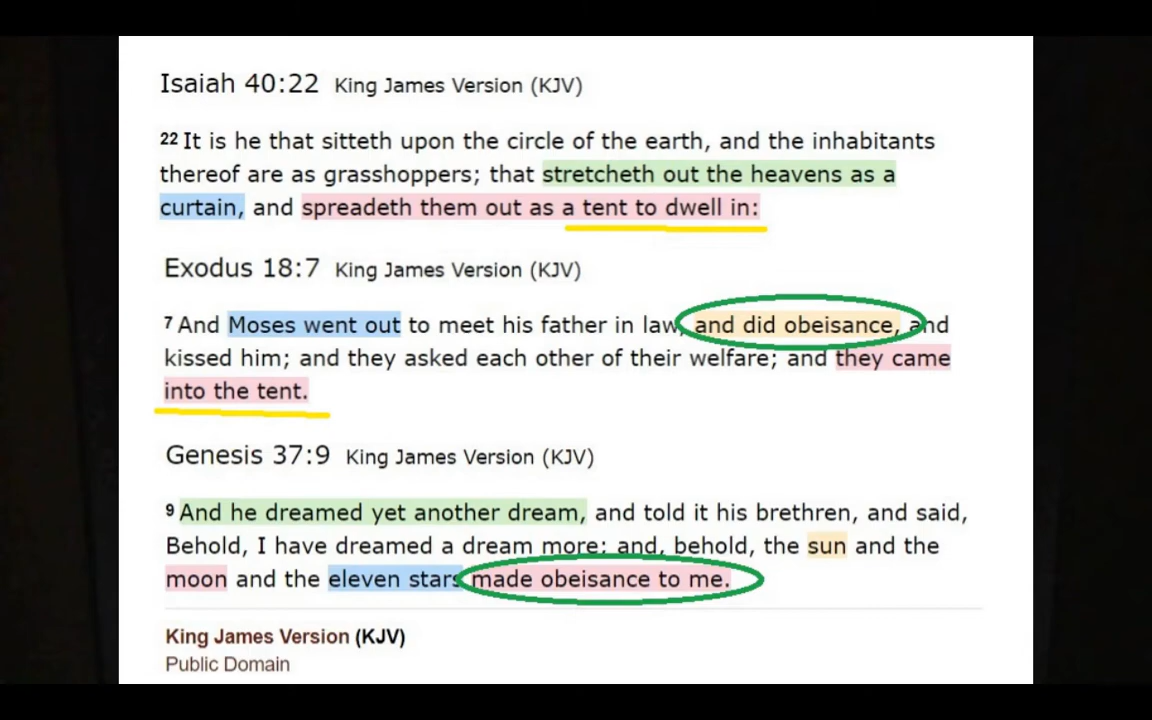 Isaiah 40:22 King James Version (KJV)
22 It is he that sitteth upon the circle of the earth, and the inhabitants
thereof are as grasshoppers; that stretcheth out the heavens as a
curtain, and spreadeth them out as a tent to dwell in:
Exodus 18:7 King James Version (KJV)
7 And Moses went out to meet his father in law, and did obeisance, and
kissed him; and they asked each other of their welfare; and they came
into the tent.
Genesis 37:9 King James Version (KJV)
9 And he dreamed yet another dream, and told it his brethren, and said,
Behold, I have dreamed a dream more; and, behold, the sun and the
moon and the eleven stars made obeisance to me.
King James Version (KJV)
Public Domain